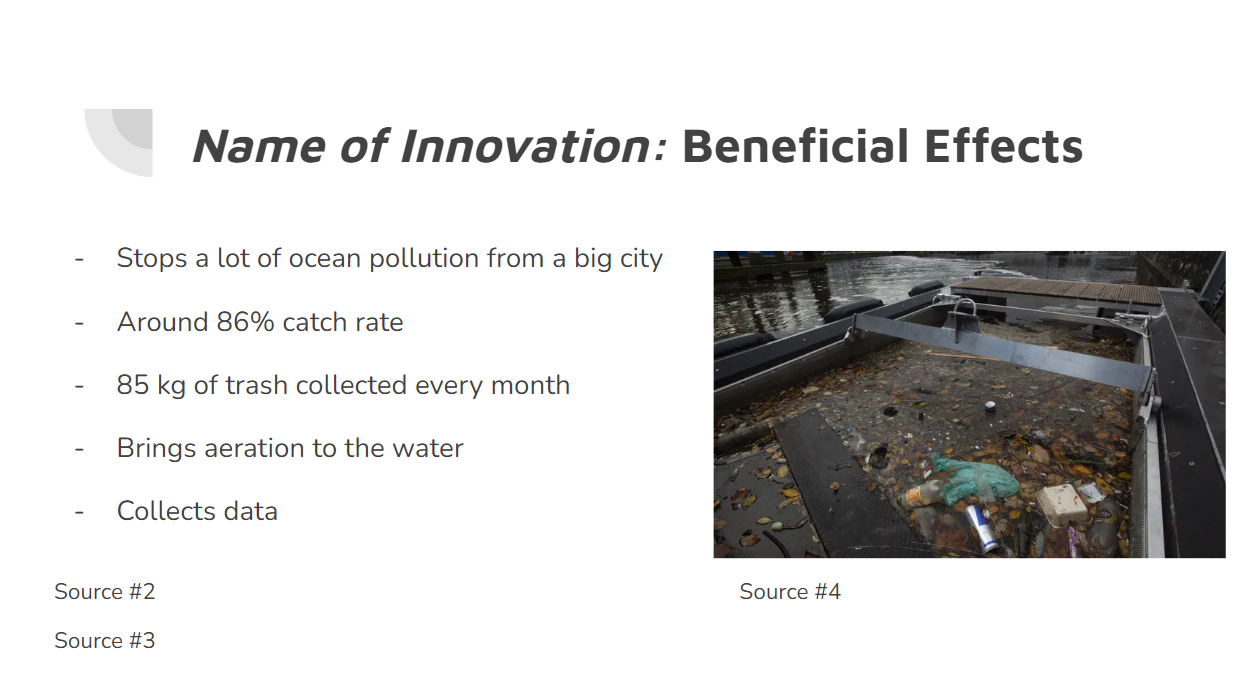 Name of Innovation: Beneficial Effects
- Stops a lot of ocean pollution from a big city
- Around 86% catch rate
- 85 kg of trash collected every month
- Brings aeration to the water
- Collects data
Source #2
Source #3
Source #4